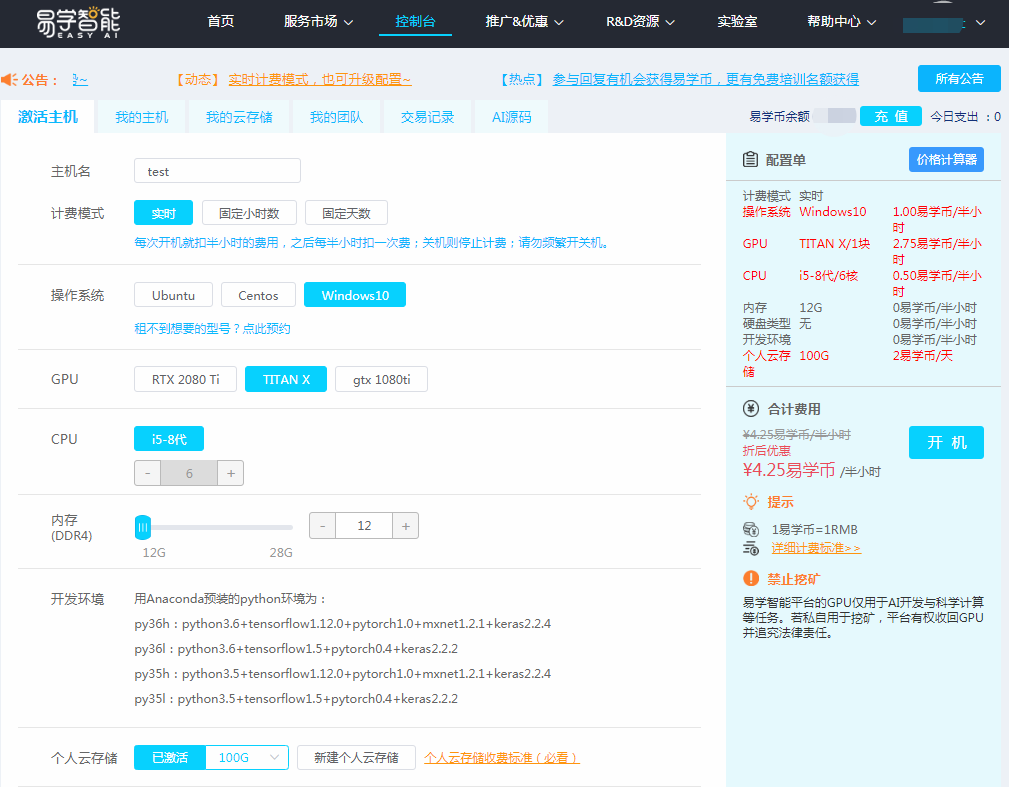 易学智能
EASY AI
首页 服务市场 控制台 推广&优惠 R&D资源 实验室 帮助中心
公告： 【动态】 实时计费模式，也可升级配置~ 【热点】 参与回复有机会获得易学币，更有免费培训名额获得 所有公告
激活主机 我的主机 我的云存储 我的团队 交易记录 AI源码 易学币余额 充 值 今日支出 ：0
主机名 test
计费模式 实时 固定小时数 固定天数
每次开机就扣半小时的费用，之后每半小时扣一次费；关机则停止计费；请勿频繁开关机。
操作系统 Ubuntu Centos Windows10
租不到想要的型号？点此预约
GPU RTX 2080 Ti TITAN X gtx 1080ti
CPU i5-8代
- 6 +
内存
(DDR4)
12G 28G
- 12 +
开发环境 用Anaconda预装的python环境为：
py36h：python3.6+tensorflow1.12.0+pytorch1.0+mxnet1.2.1+keras2.2.4
py36l：python3.6+tensorflow1.5+pytorch0.4+keras2.2.2
py35h：python3.5+tensorflow1.12.0+pytorch1.0+mxnet1.2.1+keras2.2.4
py35l：python3.5+tensorflow1.5+pytorch0.4+keras2.2.2
个人云存储 已激活 100G 新建个人云存储 个人云存储收费标准（必看）
配置单 价格计算器
计费模式 实时
操作系统 Windows10 1.00易学币/半小
时
GPU TITAN X/1块 2.75易学币/半小
时
CPU i5-8代/6核 0.50易学币/半小
时
内存 12G 0易学币/半小时
硬盘类型 无 0易学币/半小时
开发环境 0易学币/半小时
个人云存 100G 2易学币/天
储
合计费用
¥4.25易学币/半小时
折后优惠
¥4.25易学币 /半小时
开 机
提示
1易学币=1RMB
详细计费标准>>
禁止挖矿
易学智能平台的GPU仅用于AI开发与科学计算
等任务。若私自用于挖矿，平台有权收回GPU
并追究法律责任。